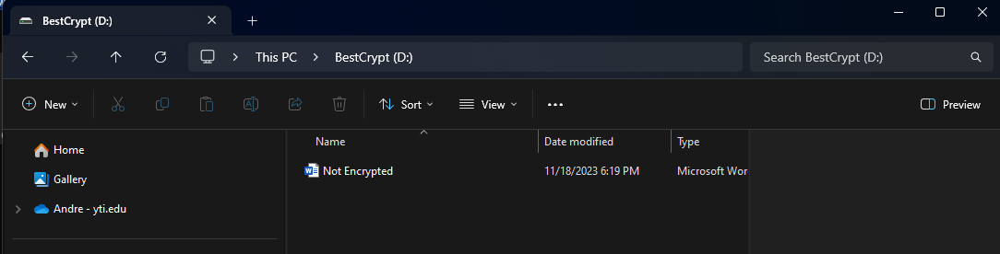 BestCrypt (D:)
This PC > BestCrypt (D:)
Search BestCrypt (D:)
New
Sort
View
Preview
Name
Date modified
Type
Home
Not Encrypted
11/18/2023 6:19 PM
Microsoft Wor
Gallery
Andre - yti.edu